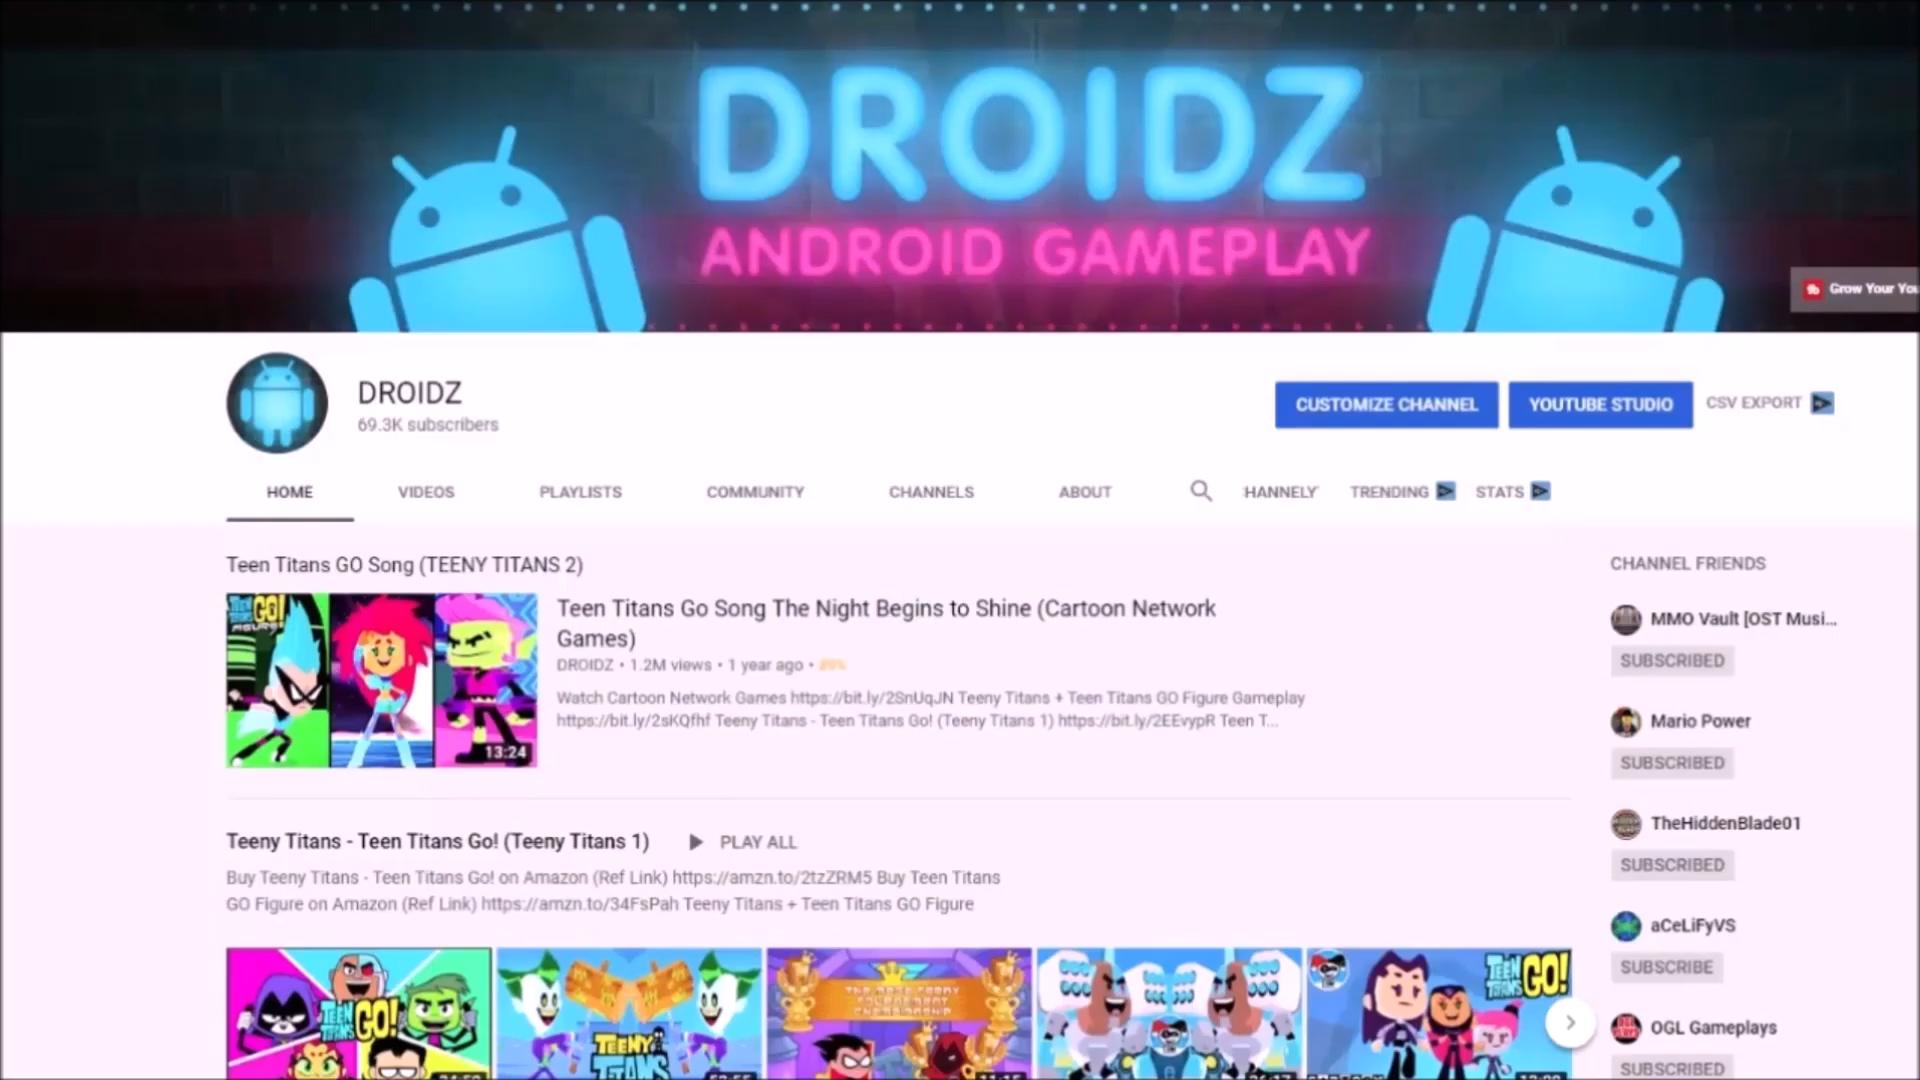 DROIDZ
ANDROID GAMEPLAY
Grow Your You
DROIDZ
69.3K subscribers
CUSTOMIZE CHANNEL
YOUTUBE STUDIO
CSV EXPORT
HOME
VIDEOS
PLAYLISTS
COMMUNITY
CHANNELS
ABOUT
HANNELY
TRENDING
STATS
Teen Titans GO Song (TEENY TITANS 2)
TEEN TITANS GO!
FIGURE
13:24
Teen Titans Go Song The Night Begins to Shine (Cartoon Network
Games)
DROIDZ • 1.2M views • 1 year ago •
Watch Cartoon Network Games https://bit.ly/2SnUqJN Teeny Titans + Teen Titans GO Figure Gameplay
https://bit.ly/2sKQfhf Teeny Titans - Teen Titans Go! (Teeny Titans 1) https://bit.ly/2EEvypR Teen T...
Teeny Titans - Teen Titans Go! (Teeny Titans 1)
PLAY ALL
Buy Teeny Titans - Teen Titans Go! on Amazon (Ref Link) https://amzn.to/2tzZRM5 Buy Teen Titans
GO Figure on Amazon (Ref Link) https://amzn.to/34FsPah Teeny Titans + Teen Titans GO Figure
TEEN TITANS GO!
TEENY TITANS
CHAMPIONSHIP
TEEN TITANS GO!
CHANNEL FRIENDS
MMO Vault [OST Musi...
SUBSCRIBED
Mario Power
SUBSCRIBED
TheHiddenBlade01
SUBSCRIBED
aCeLiFyVS
SUBSCRIBE
OGL Gameplays
SUBSCRIBED